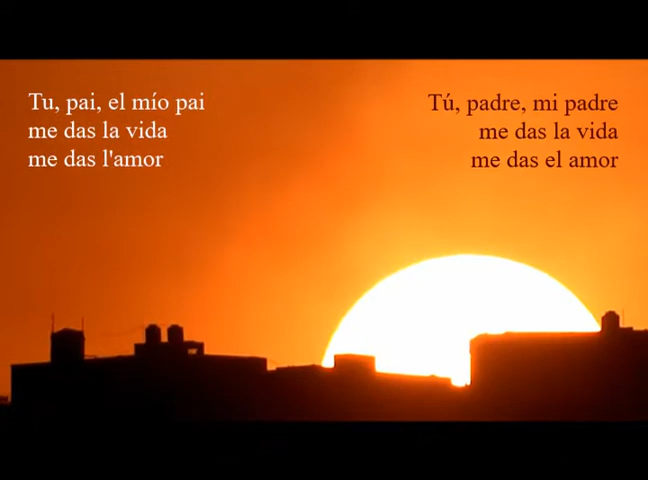 Tu, pai, el mío pai
me das la vida
me das l'amor
Tú, padre, mi padre
me das la vida
me das el amor